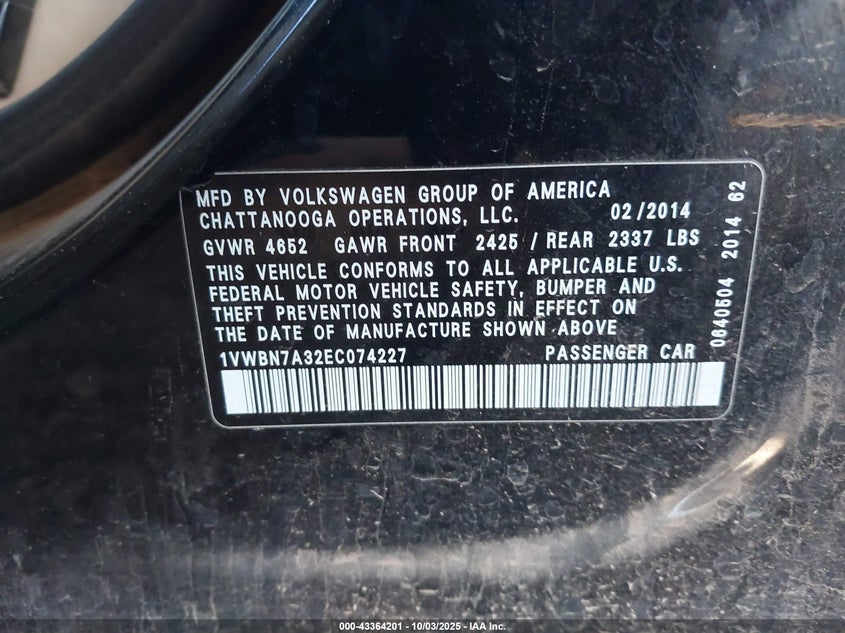 MFD BY VOLKSWAGEN GROUP OF AMERICA
CHATTANOOGA OPERATIONS, LLC. 02/2014
GVWR 4652 GAWR FRONT 2425 / REAR 2337 LBS
THIS VEHICLE CONFORMS TO ALL APPLICABLE U.S.
FEDERAL MOTOR VEHICLE SAFETY, BUMPER AND
THEFT PREVENTION STANDARDS IN EFFECT ON
THE DATE OF MANUFACTURE SHOWN ABOVE
1VWBN7A32EC074227 PASSENGER CAR
0640504 2014 62
000-43364201 - 10/03/2025 - IAA Inc.